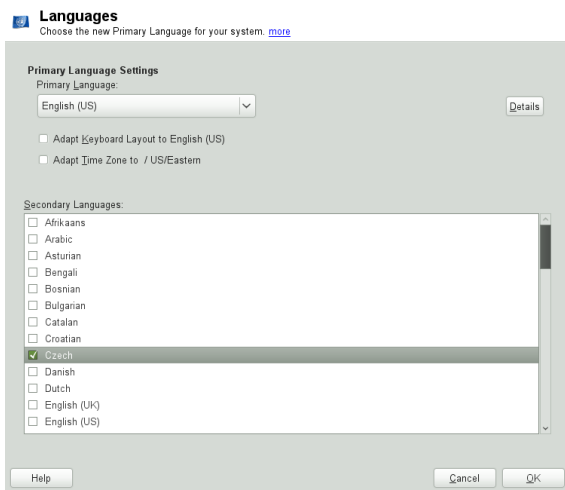 Languages
Choose the new Primary Language for your system. more
Primary Language Settings
Primary Language:
English (US)
Details
Adapt Keyboard Layout to English (US)
Adapt Time Zone to / US/Eastern
Secondary Languages:
Afrikaans
Arabic
Asturian
Bengali
Bosnian
Bulgarian
Catalan
Croatian
Czech
Danish
Dutch
English (UK)
English (US)
Help
Cancel
OK